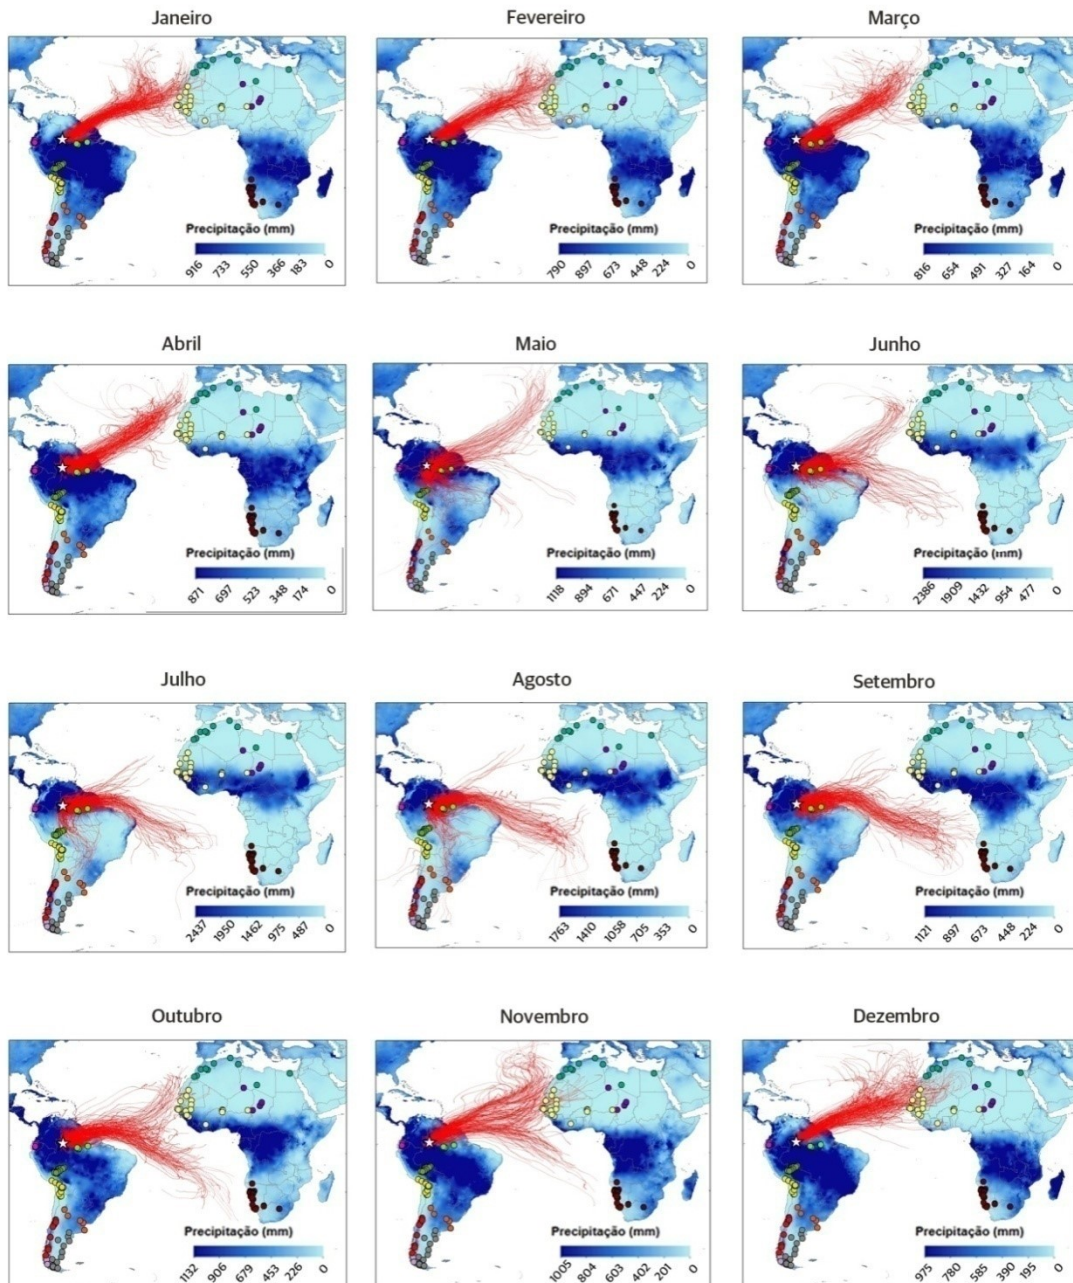 Janeiro
Precipitação (mm)
916 733 550 366 183 0
Fevereiro
Precipitação (mm)
790 897 673 448 224 0
Março
Precipitação (mm)
816 654 491 327 164 0
Abril
Precipitação (mm)
871 697 523 348 174 0
Maio
Precipitação (mm)
1118 894 671 447 224 0
Junho
Precipitação (mm)
2386 1909 1432 954 477 0
Julho
Precipitação (mm)
2437 1950 1462 975 487 0
Agosto
Precipitação (mm)
1763 1410 1058 705 353 0
Setembro
Precipitação (mm)
1121 897 673 448 224 0
Outubro
Precipitação (mm)
1132 906 679 453 226 0
Novembro
Precipitação (mm)
1005 804 603 402 201 0
Dezembro
Precipitação (mm)
975 780 585 390 195 0